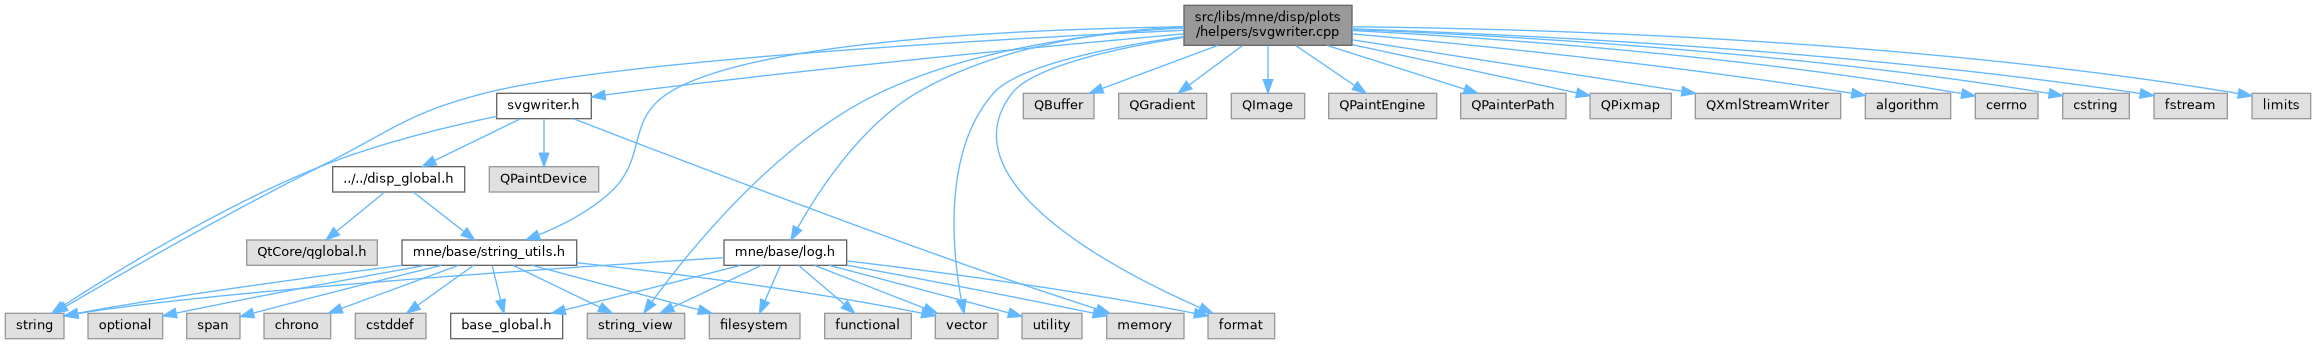 src/libs/mne/disp/plots
/helpers/svgwriter.cpp
svgwriter.h
QBuffer
QGradient
QImage
QPaintEngine
QPainterPath
QPixmap
QXmlStreamWriter
algorithm
cerrno
cstring
fstream
limits
../../disp_global.h
QPaintDevice
QtCore/qglobal.h
mne/base/string_utils.h
mne/base/log.h
string
optional
span
chrono
cstddef
base_global.h
string_view
filesystem
functional
vector
utility
memory
format